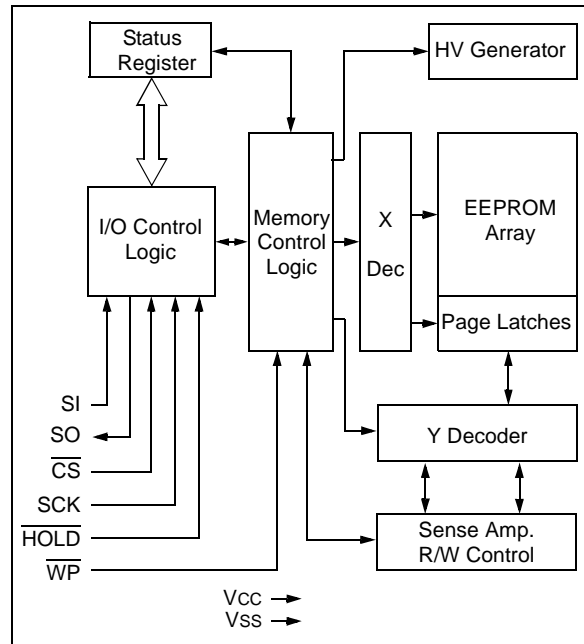 Status
Register
HV Generator
I/O Control
Logic
Memory
Control
Logic
X
Dec
EEPROM
Array
Page Latches
SI
SO
CS
SCK
HOLD
WP
Y Decoder
Sense Amp.
R/W Control
VCC
VSS